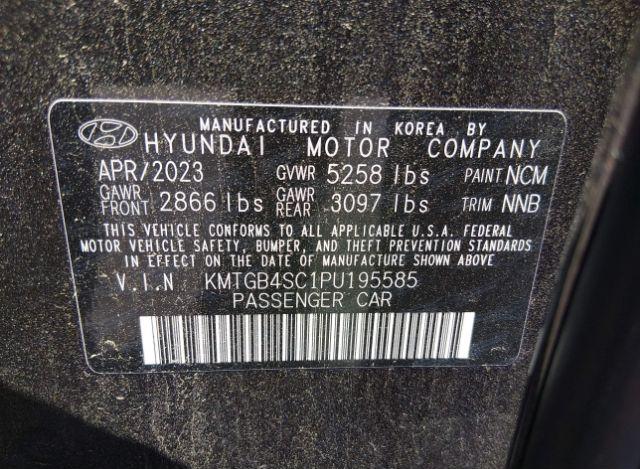 MANUFACTURED IN KOREA BY
HYUNDAI MOTOR COMPANY
APR/2023 GVWR 5258 lbs PAINT NCM
GAWR FRONT 2866 lbs GAWR REAR 3097 lbs TRIM NNB
THIS VEHICLE CONFORMS TO ALL APPLICABLE U.S.A. FEDERAL
MOTOR VEHICLE SAFETY, BUMPER, AND THEFT PREVENTION STANDARDS
IN EFFECT ON THE DATE OF MANUFACTURE SHOWN ABOVE.
V.I.N KMTGB4SC1PU195585
PASSENGER CAR